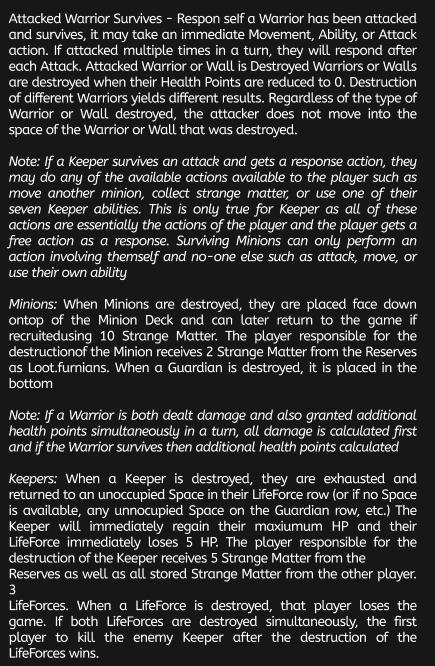 Attacked Warrior Survives - Respon self a Warrior has been attacked
and survives, it may take an immediate Movement, Ability, or Attack
action. If attacked multiple times in a turn, they will respond after
each Attack. Attacked Warrior or Wall is Destroyed Warriors or Walls
are destroyed when their Health Points are reduced to 0. Destruction
of different Warriors yields different results. Regardless of the type of
Warrior or Wall destroyed, the attacker does not move into the
space of the Warrior or Wall that was destroyed.
Note: If a Keeper survives an attack and gets a response action, they
may do any of the available actions available to the player such as
move another minion, collect strange matter, or use one of their
seven Keeper abilities. This is only true for Keeper as all of these
actions are essentially the actions of the player and the player gets a
free action as a response. Surviving Minions can only perform an
action involving themself and no-one else such as attack, move, or
use their own ability
Minions: When Minions are destroyed, they are placed face down
ontop of the Minion Deck and can later return to the game if
recruitedusing 10 Strange Matter. The player responsible for the
destructionof the Minion receives 2 Strange Matter from the Reserves
as Loot.furnians. When a Guardian is destroyed, it is placed in the
bottom
Note: If a Warrior is both dealt damage and also granted additional
health points simultaneously in a turn, all damage is calculated first
and if the Warrior survives then additional health points calculated
Keepers: When a Keeper is destroyed, they are exhausted and
returned to an unoccupied Space in their LifeForce row (or if no Space
is available, any unnocupied Space on the Guardian row, etc.) The
Keeper will immediately regain their maxiumum HP and their
LifeForce immediately loses 5 HP. The player responsible for the
destruction of the Keeper receives 5 Strange Matter from the
Reserves as well as all stored Strange Matter from the other player.
3
LifeForces. When a LifeForce is destroyed, that player loses the
game. If both LifeForces are destroyed simultaneously, the first
player to kill the enemy Keeper after the destruction of the
LifeForces wins.